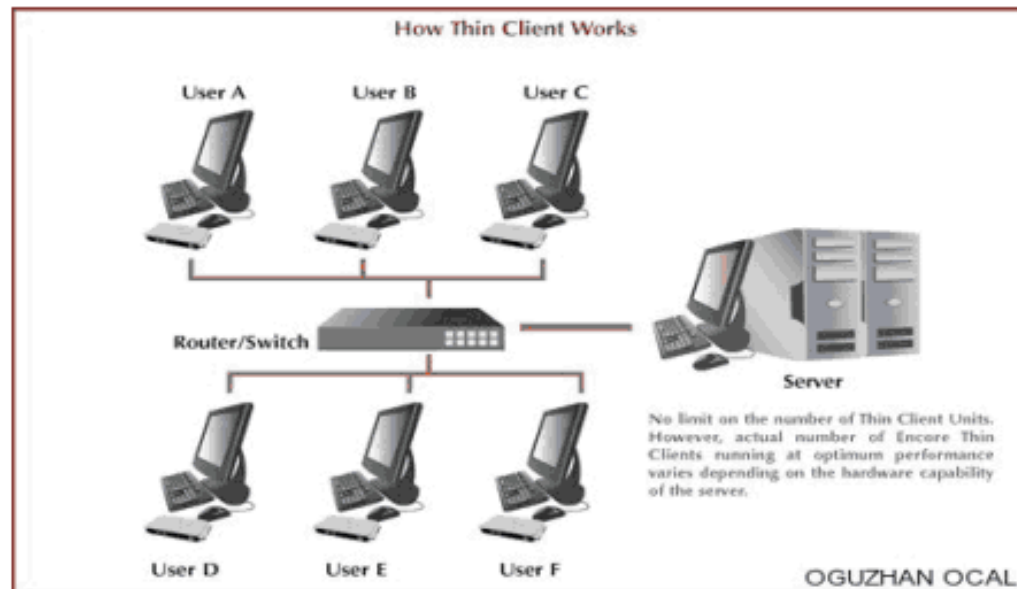 How Thin Client Works
User A
User B
User C
Router/Switch
Server
No limit on the number of Thin Client Units.
However, actual number of Encore Thin
Clients running at optimum performance
varies depending on the hardware capability
of the server.
User D
User E
User F
OGUZHAN OCAL